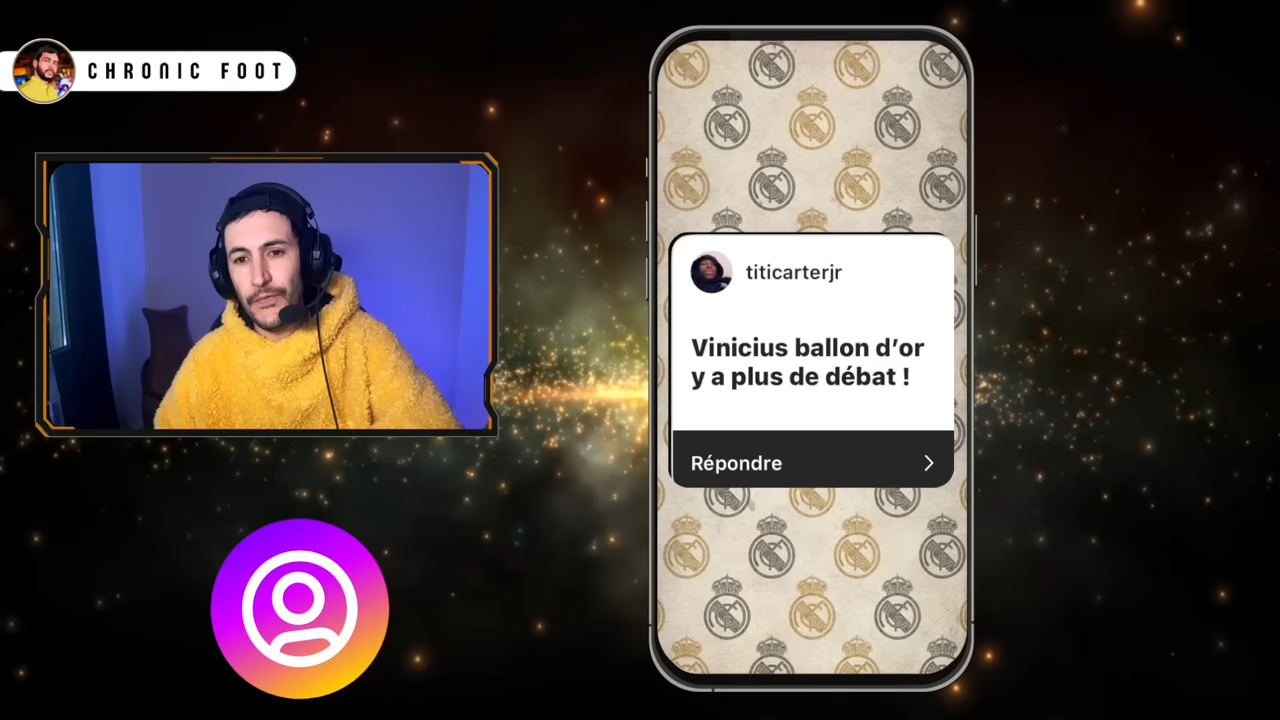 CHRONIC FOOT
titicarterjr
Vinicius ballon d’or
y a plus de débat !
Répondre